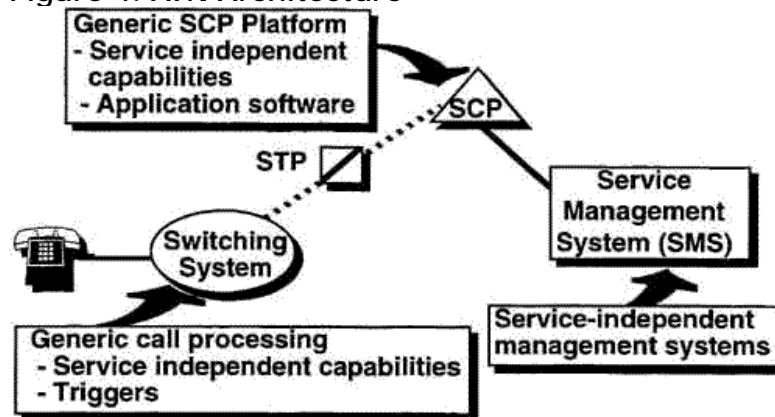 Generic SCP Platform
- Service independent
capabilities
- Application software
SCP
STP
Service
Management
System (SMS)
Switching
System
Generic call processing
- Service independent capabilities
- Triggers
Service-independent
management systems